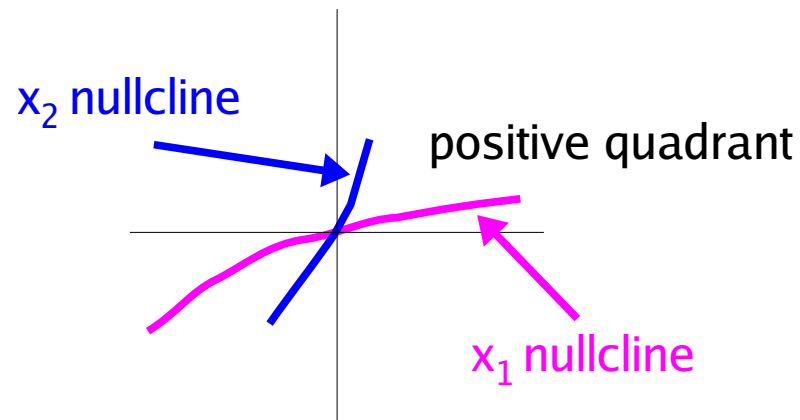 x₂ nullcline
positive quadrant
x₁ nullcline